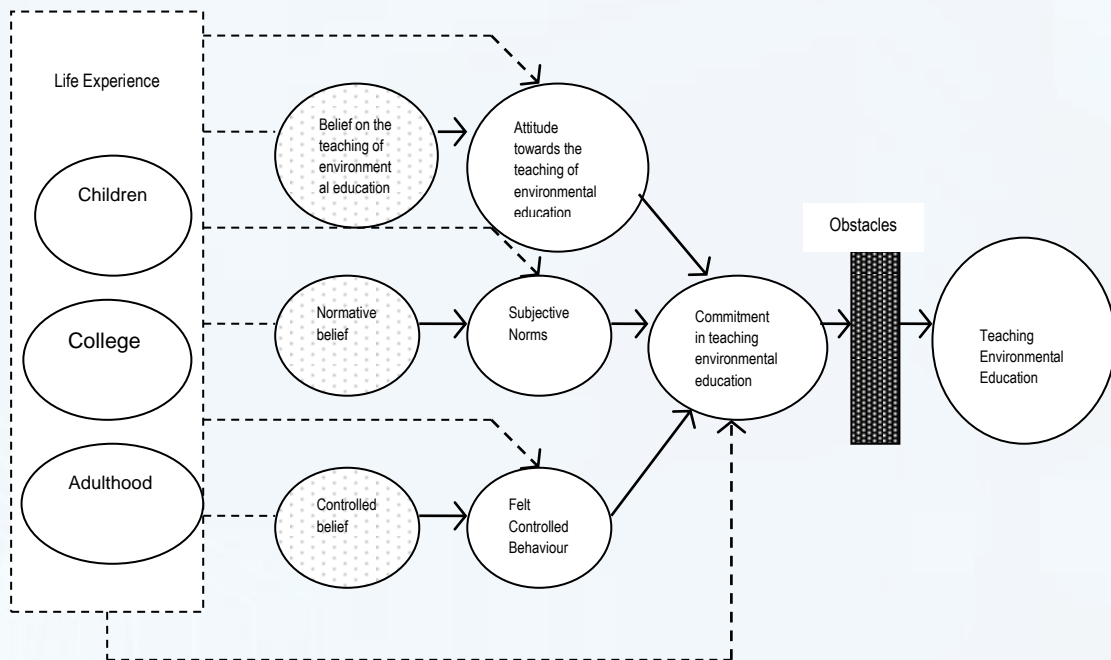 Life Experience
Children
College
Adulthood
Belief on the
teaching of
environment
al education
Attitude
towards the
teaching of
environmental
education
Normative
belief
Subjective
Norms
Controlled
belief
Felt
Controlled
Behaviour
Commitment
in teaching
environmental
education
Obstacles
Teaching
Environmental
Education